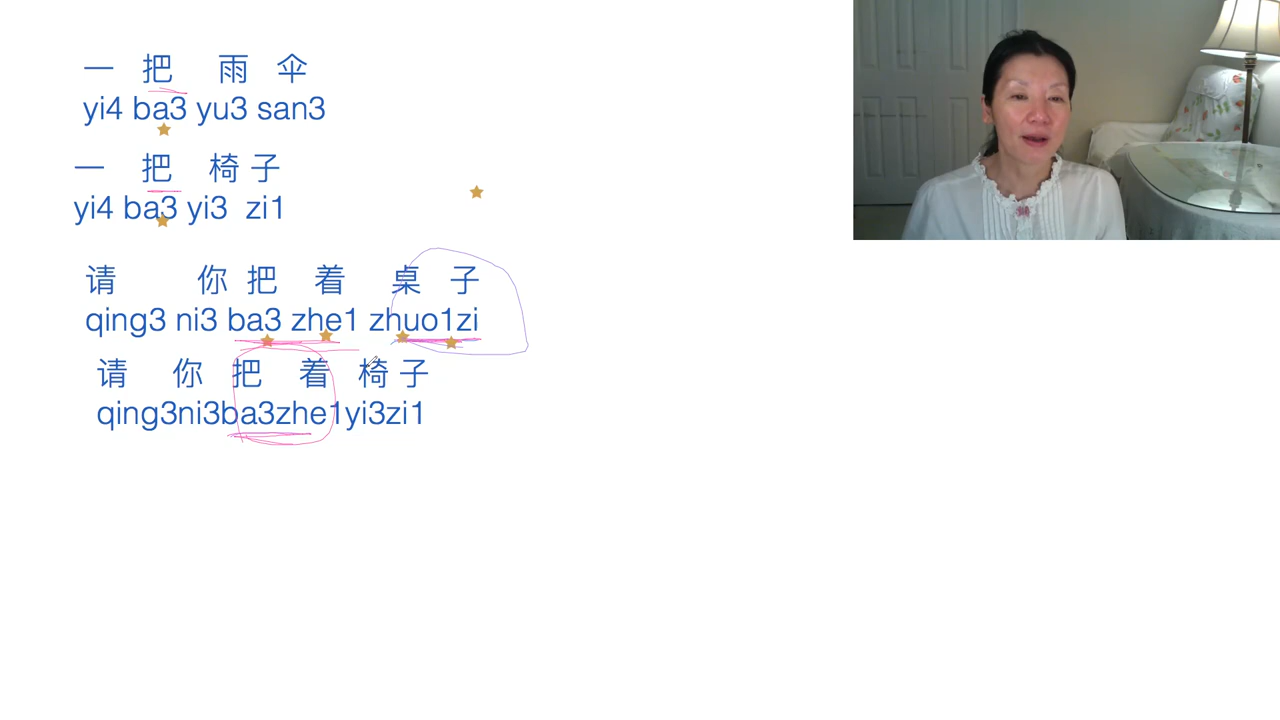 一 把 雨 伞
yi4 ba3 yu3 san3
一 把 椅 子
yi4 ba3 yi3 zi1
请 你 把 着 桌 子
qing3 ni3 ba3 zhe1 zhuo1zi
请 你 把 着 椅 子
qing3ni3ba3zhe1yi3zi1